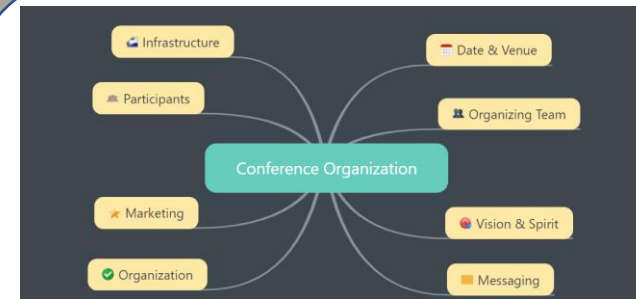 Infrastructure
Date & Venue
Participants
Organizing Team
Conference Organization
Marketing
Vision & Spirit
Organization
Messaging